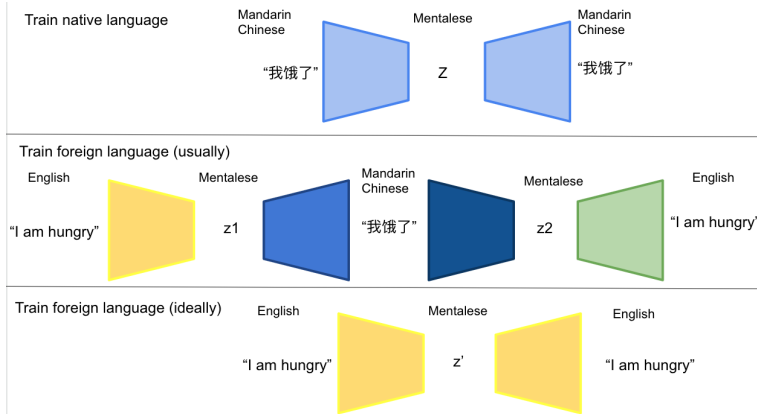 Train native language
Mandarin
Chinese
Mentalese
Mandarin
Chinese
“我饿了”
Z
“我饿了”
Train foreign language (usually)
English
Mentalese
Mandarin
Chinese
Mentalese
English
“I am hungry”
z1
“我饿了”
z2
“I am hungry”
Train foreign language (ideally)
English
Mentalese
English
“I am hungry”
z'
“I am hungry”